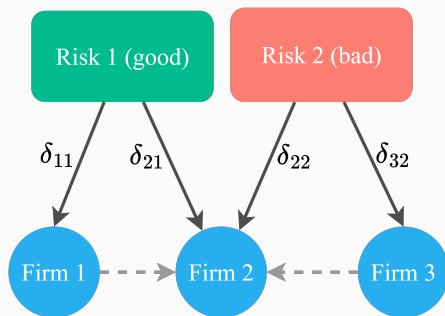 Risk 1 (good)
Risk 2 (bad)
δ11
δ21
δ22
δ32
Firm 1
Firm 2
Firm 3